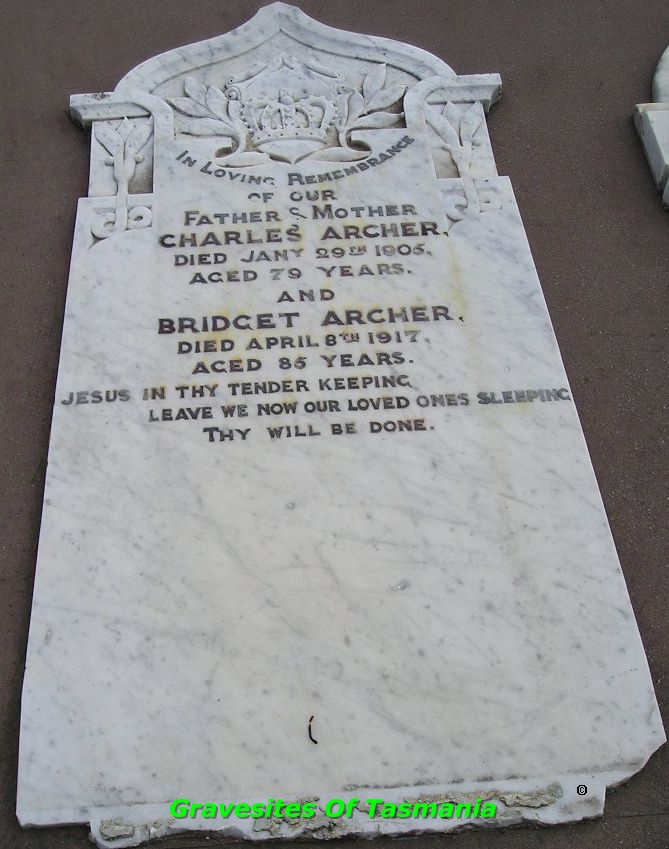 IN LOVING REMEMBRANCE
OF OUR
FATHER & MOTHER
CHARLES ARCHER,
DIED JANY 29TH 1905,
AGED 79 YEARS.
AND
BRIDGET ARCHER,
DIED APRIL 8TH 1917,
AGED 85 YEARS.
JESUS IN THY TENDER KEEPING
LEAVE WE NOW OUR LOVED ONES SLEEPING
THY WILL BE DONE.
©
Gravesites Of Tasmania